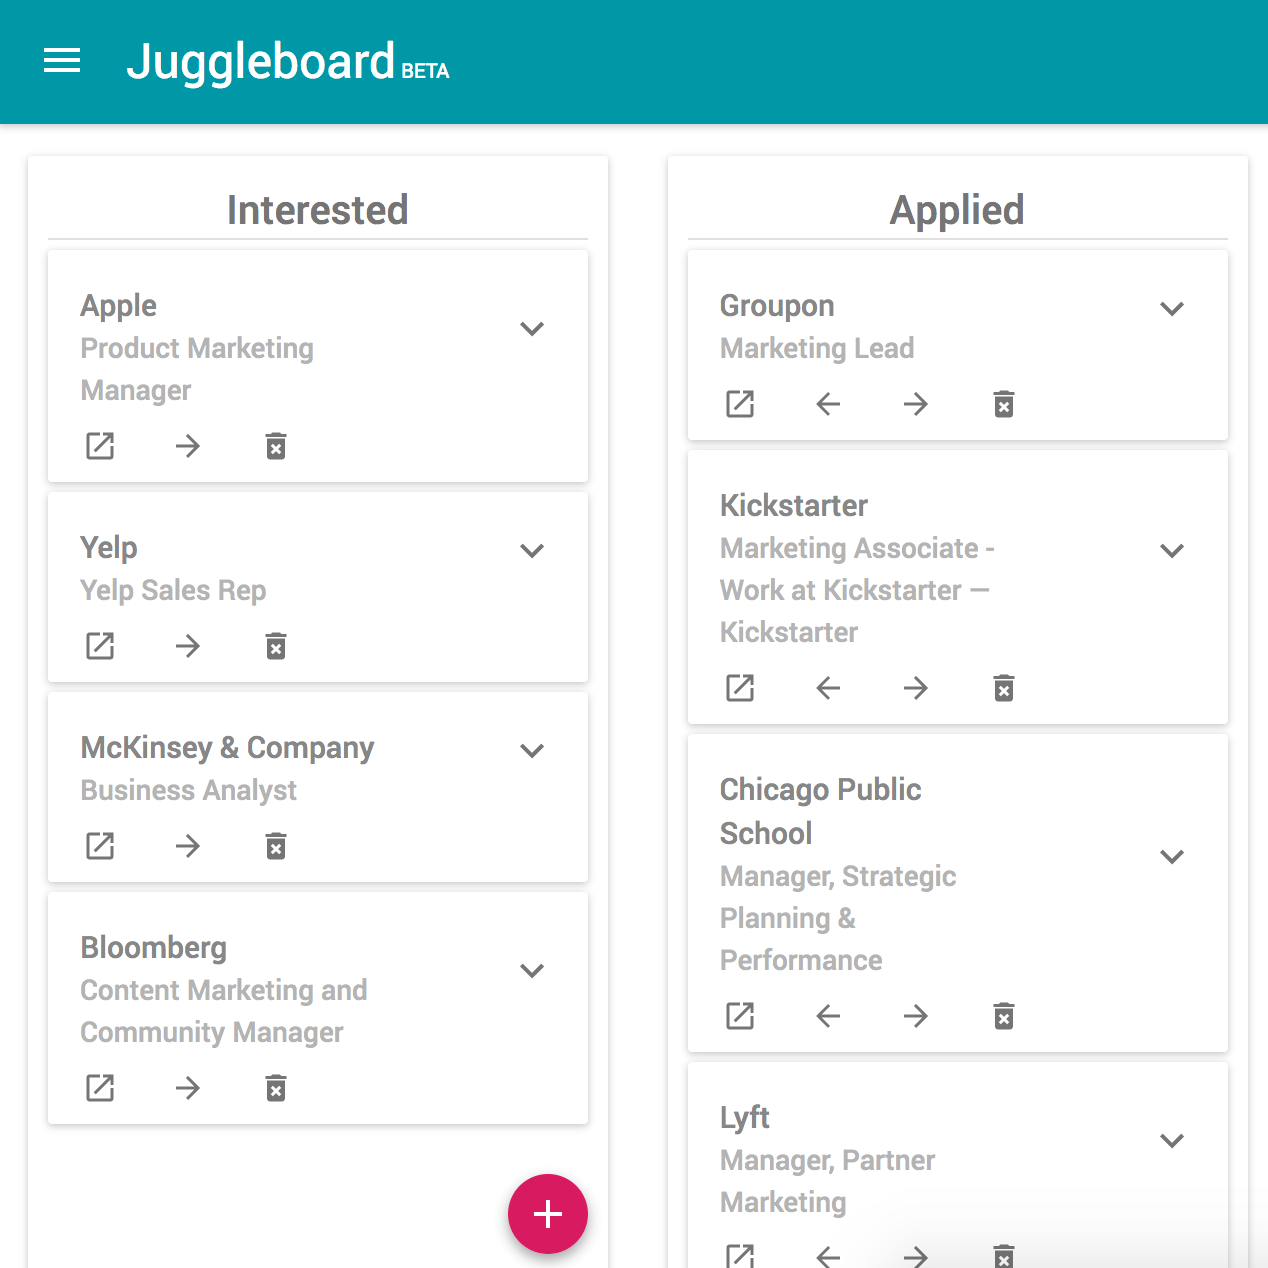 Juggleboard BETA
Interested
Apple
Product Marketing
Manager
Yelp
Yelp Sales Rep
McKinsey & Company
Business Analyst
Bloomberg
Content Marketing and
Community Manager
Applied
Groupon
Marketing Lead
Kickstarter
Marketing Associate -
Work at Kickstarter —
Kickstarter
Chicago Public
School
Manager, Strategic
Planning &
Performance
Lyft
Manager, Partner
Marketing